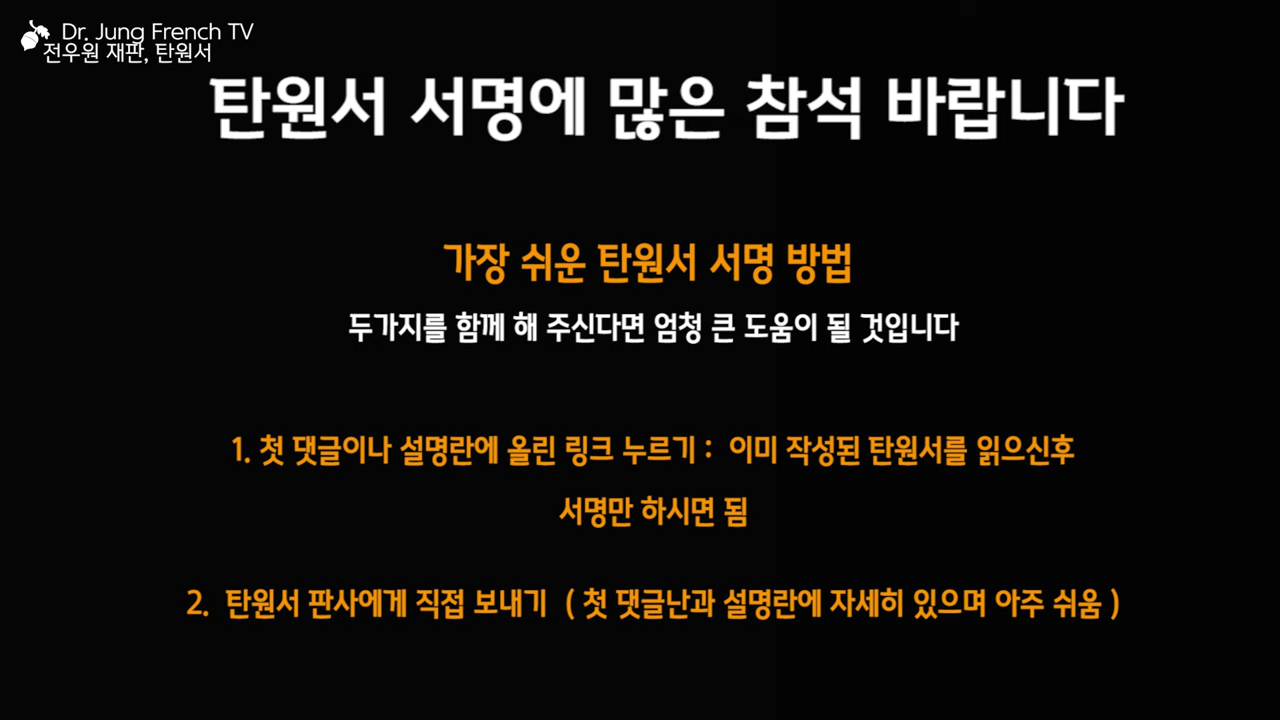 Dr. Jung French TV
전우원 재판, 탄원서
탄원서 서명에 많은 참석 바랍니다
가장 쉬운 탄원서 서명 방법
두가지를 함께 해 주신다면 엄청 큰 도움이 될 것입니다
1. 첫 댓글이나 설명란에 올린 링크 누르기 : 이미 작성된 탄원서를 읽으신후
서명만 하시면 됨
2. 탄원서 판사에게 직접 보내기 ( 첫 댓글난과 설명란에 자세히 있으며 아주 쉬움 )